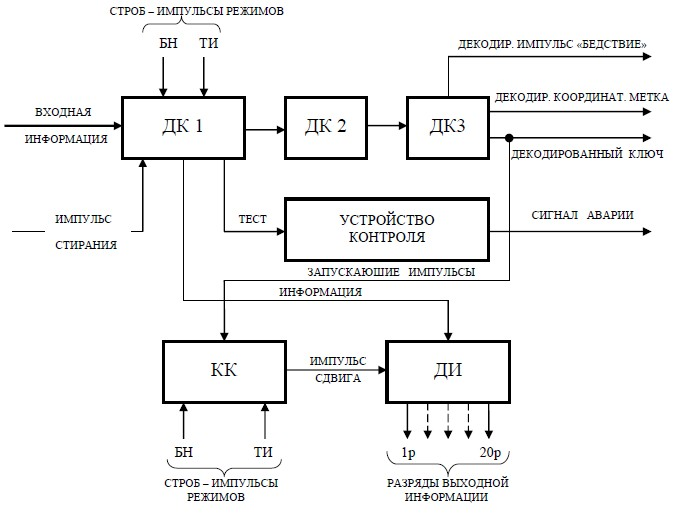 СТРОБ – ИМПУЛЬСЫ РЕЖИМОВ
БН ТИ
ДЕКОДИР. ИМПУЛЬС «БЕДСТВИЕ»
ВХОДНАЯ
ИНФОРМАЦИЯ
ДК 1
ДК 2
ДК3
ДЕКОДИР. КООРДИНАТ. МЕТКА
ДЕКОДИРОВАННЫЙ КЛЮЧ
ИМПУЛЬС
СТИРАНИЯ
ТЕСТ
УСТРОЙСТВО
КОНТРОЛЯ
СИГНАЛ АВАРИИ
ЗАПУСКАЮШИЕ ИМПУЛЬСЫ
ИНФОРМАЦИЯ
КК
ИМПУЛЬС
СДВИГА
ДИ
БН ТИ
СТРОБ – ИМПУЛЬСЫ
РЕЖИМОВ
1р 20р
РАЗРЯДЫ ВЫХОДНОЙ
ИНФОРМАЦИИ